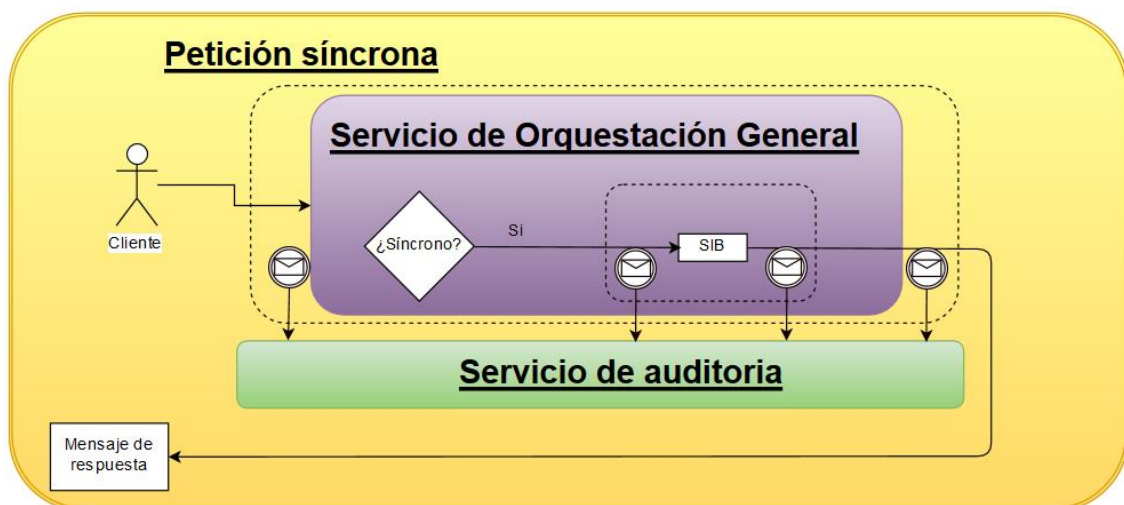 Petición síncrona
Servicio de Orquestación General
Cliente
¿Síncrono?
Si
SIB
Servicio de auditoria
Mensaje de
respuesta